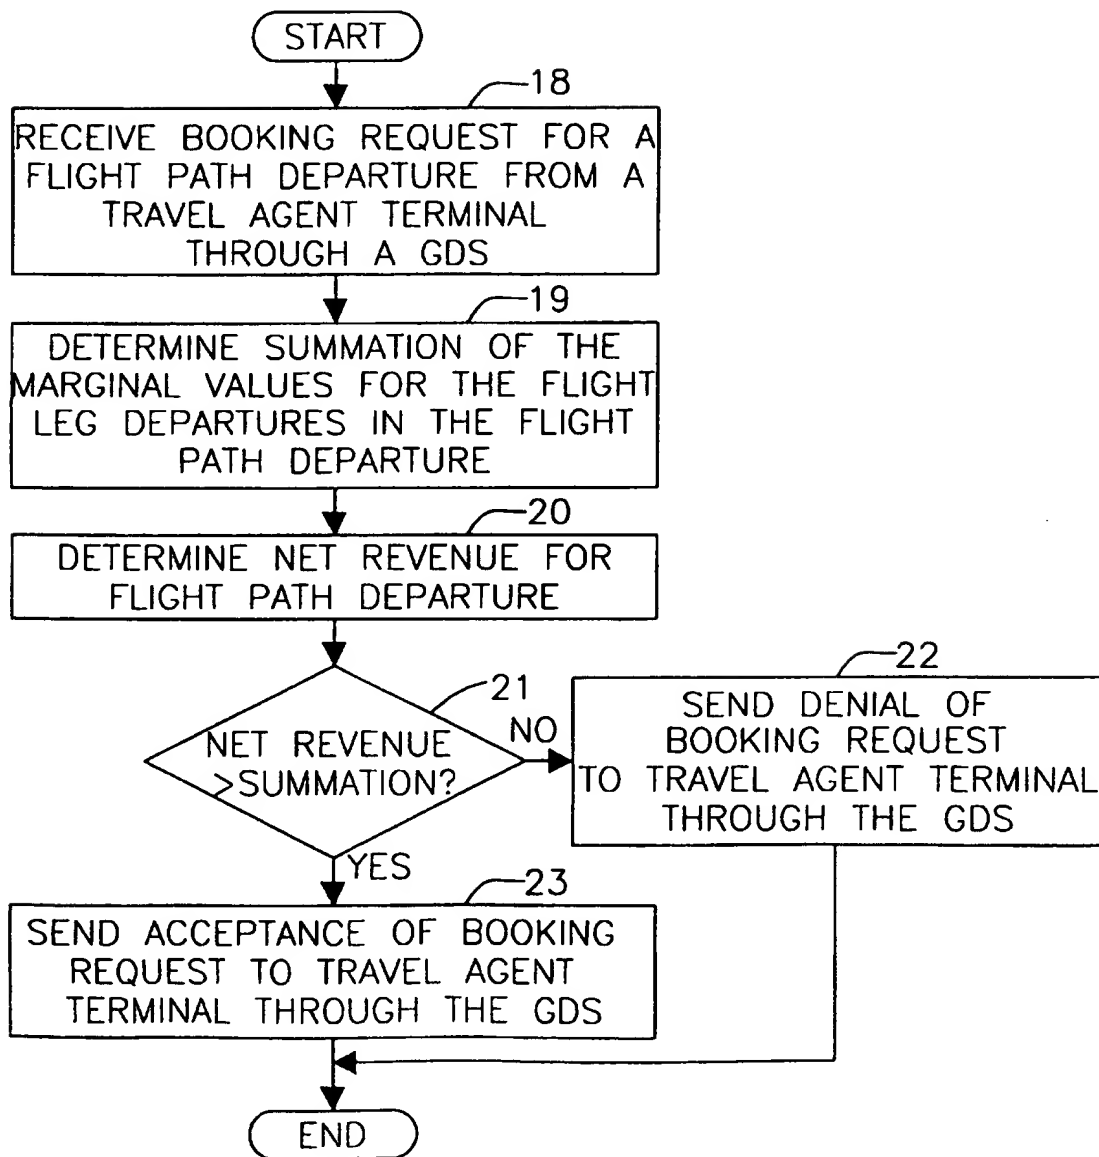 START
18
RECEIVE BOOKING REQUEST FOR A
FLIGHT PATH DEPARTURE FROM A
TRAVEL AGENT TERMINAL
THROUGH A GDS
19
DETERMINE SUMMATION OF THE
MARGINAL VALUES FOR THE FLIGHT
LEG DEPARTURES IN THE FLIGHT
PATH DEPARTURE
20
DETERMINE NET REVENUE FOR
FLIGHT PATH DEPARTURE
21
NET REVENUE
>SUMMATION?
NO
22
SEND DENIAL OF
BOOKING REQUEST
TO TRAVEL AGENT TERMINAL
THROUGH THE GDS
YES
23
SEND ACCEPTANCE OF BOOKING
REQUEST TO TRAVEL AGENT
TERMINAL THROUGH THE GDS
END